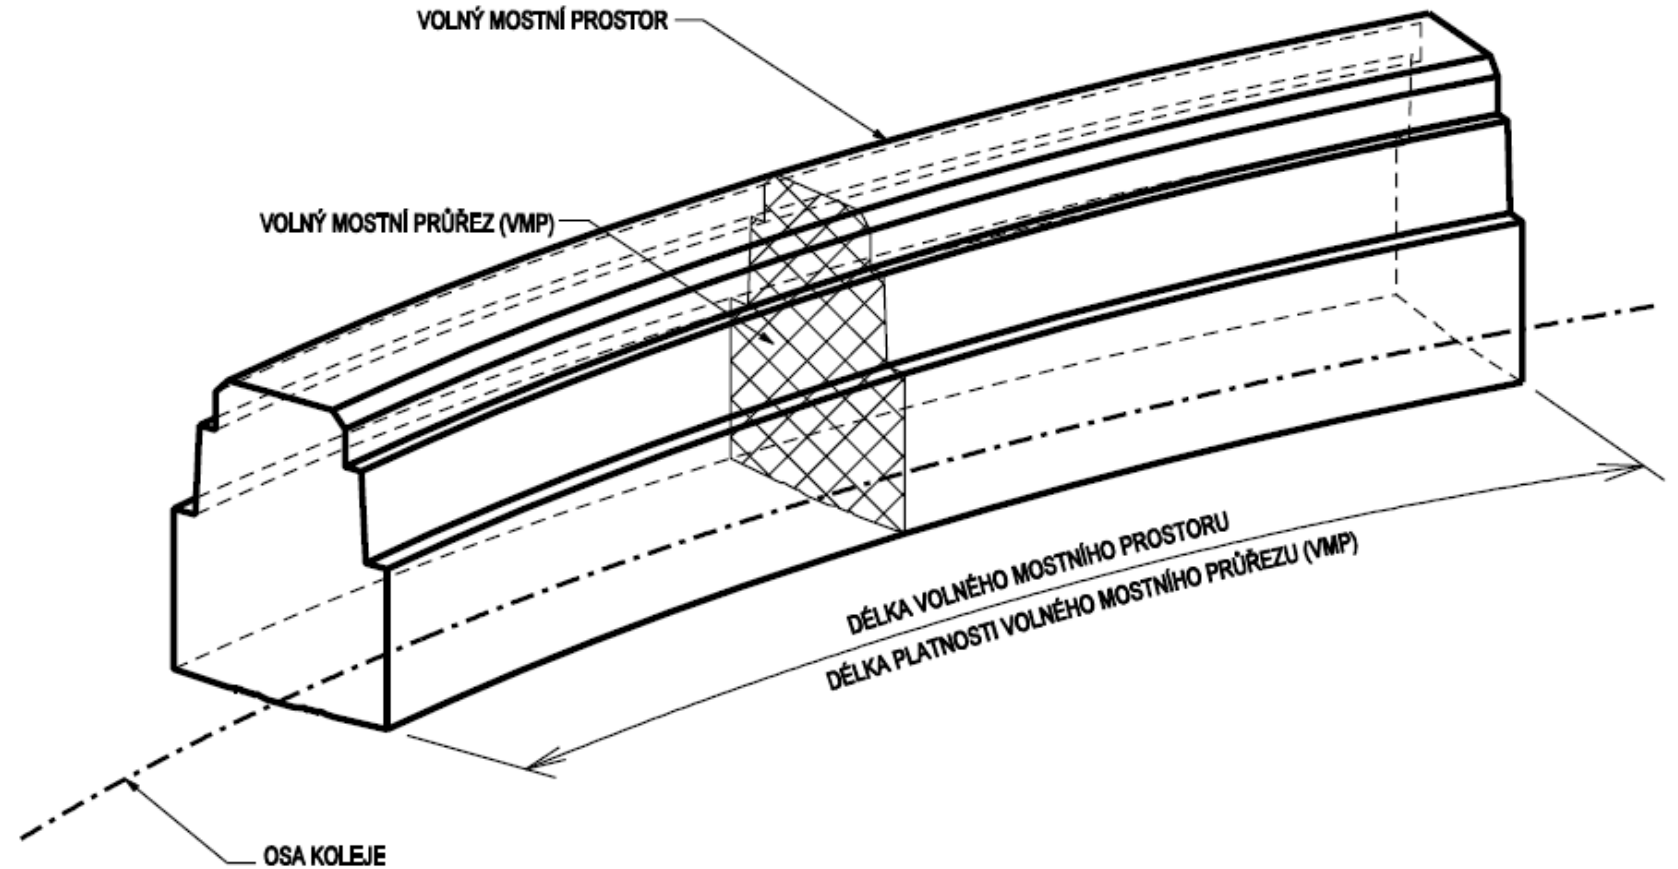 VOLNÝ MOSTNÍ PROSTOR
VOLNÝ MOSTNÍ PRŮŘEZ (VMP)
DÉLKA VOLNÉHO MOSTNÍHO PROSTORU
DÉLKA PLATNOSTI VOLNÉHO MOSTNÍHO PRŮŘEZU (VMP)
OSA KOLEJE